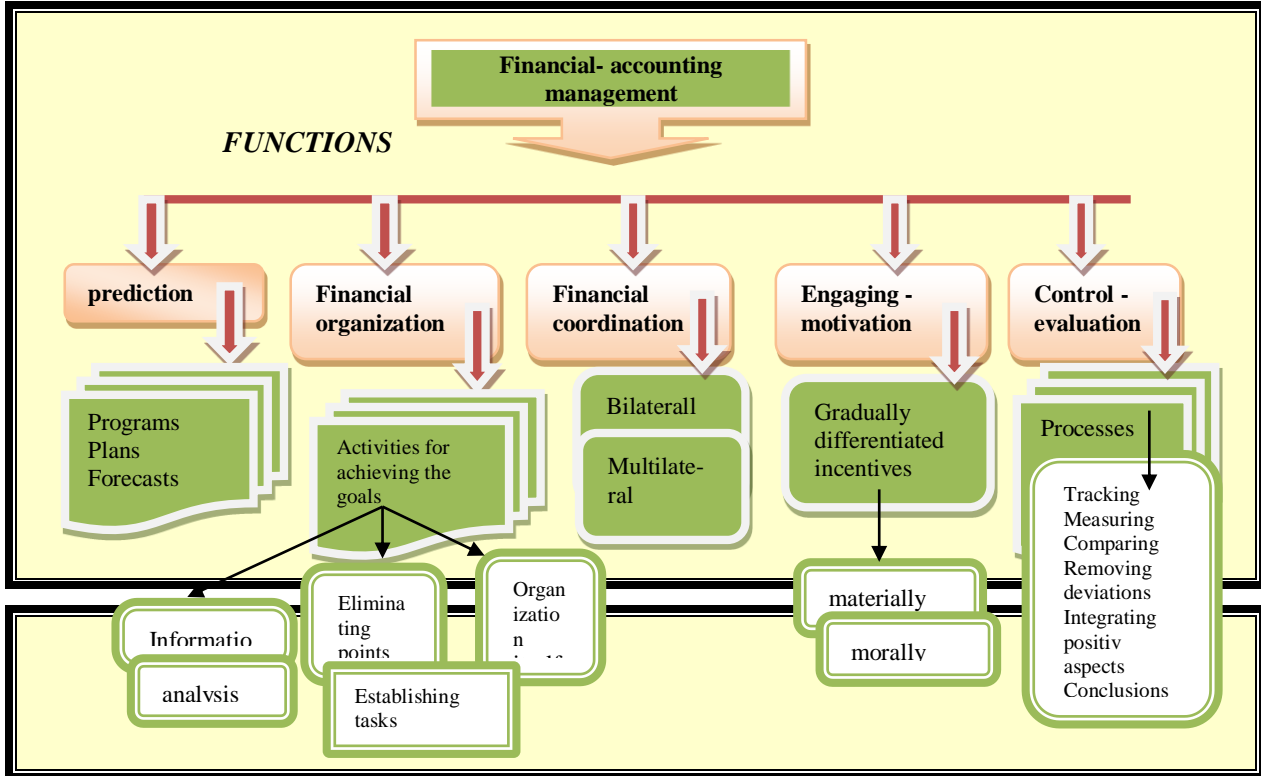 Financial- accounting
management
FUNCTIONS
prediction
Financial
organization
Financial
coordination
Engaging -
motivation
Control -
evaluation
Programs
Plans
Forecasts
Activities for
achieving the
goals
Bilaterall
Multilate-
ral
Gradually
differentiated
incentives
Processes
Tracking
Measuring
Comparing
Removing
deviations
Integrating
positiv
aspects
Conclusions
Informatio
analysis
Elimina
ting
points
Establishing
tasks
Organ
izatio
n
materially
morally